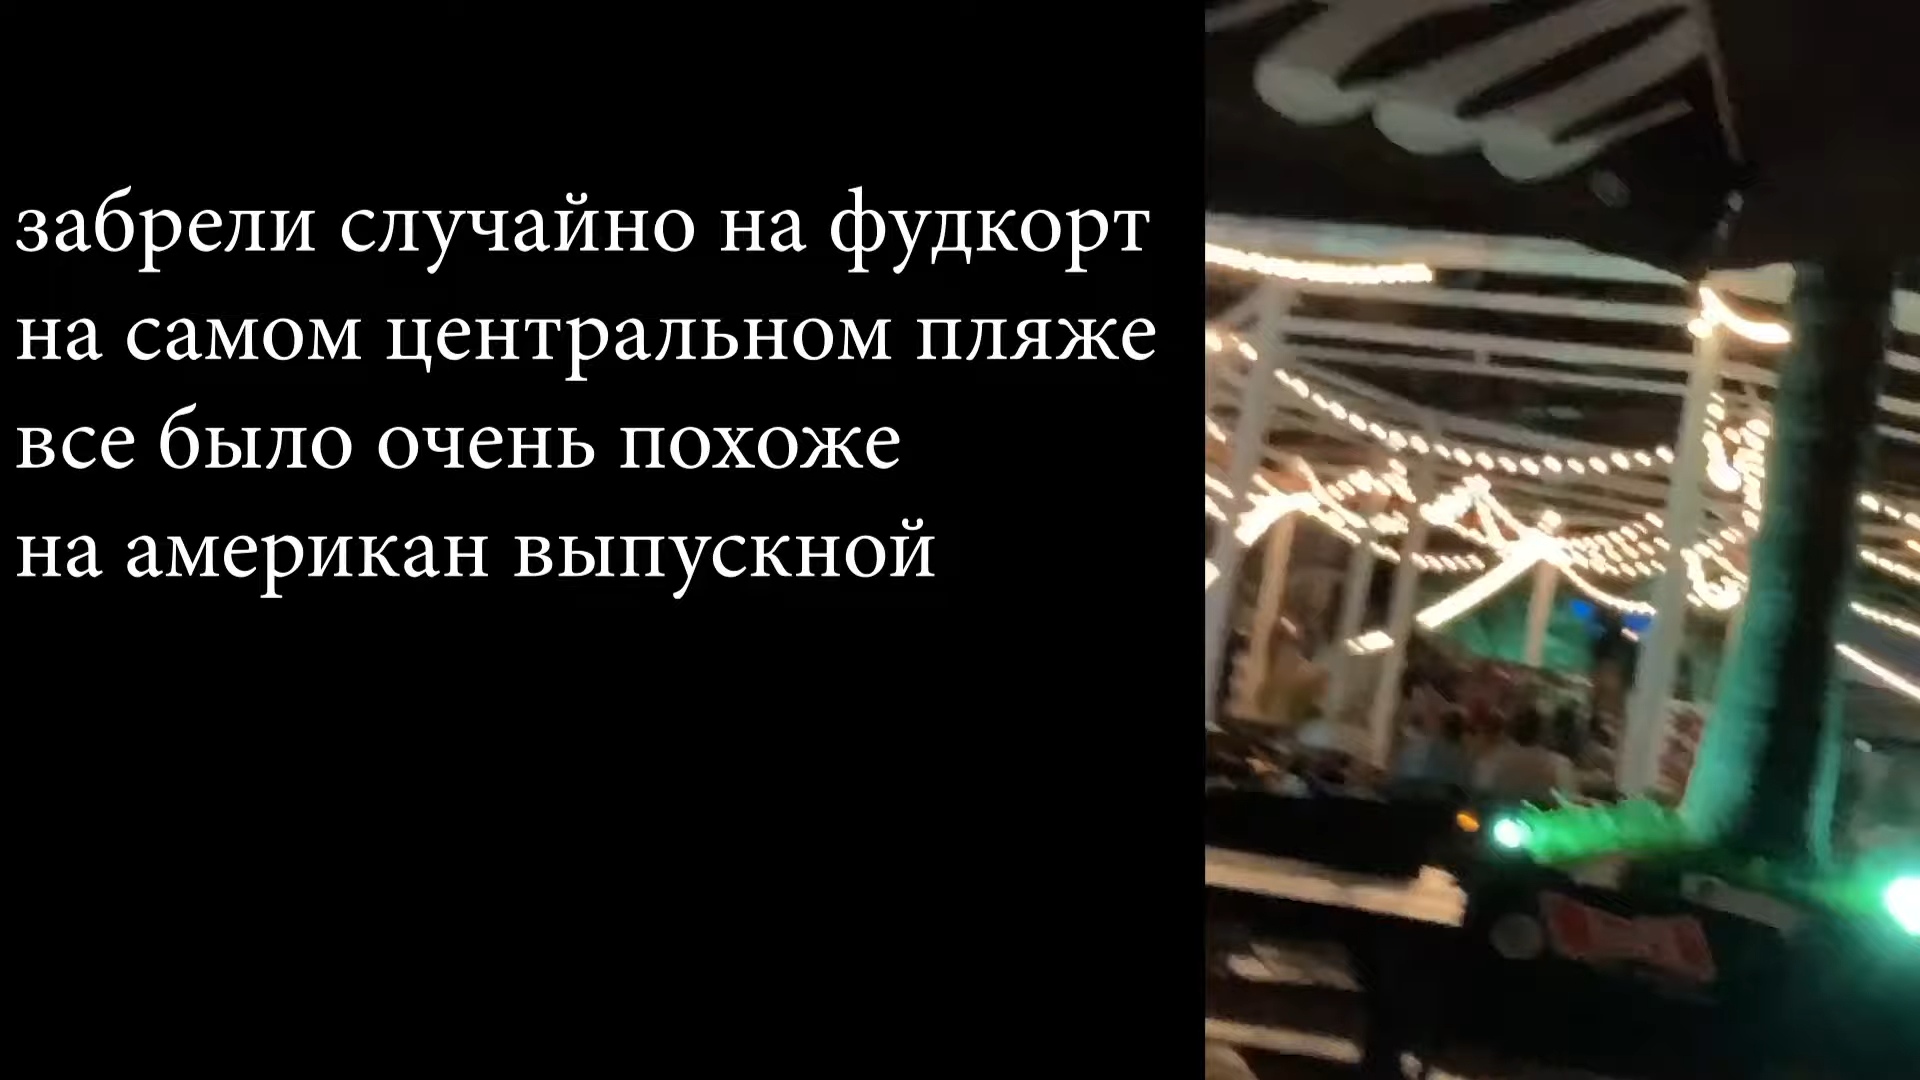 забрели случайно на фудкорт
на самом центральном пляже
все было очень похоже
на американ выпускной